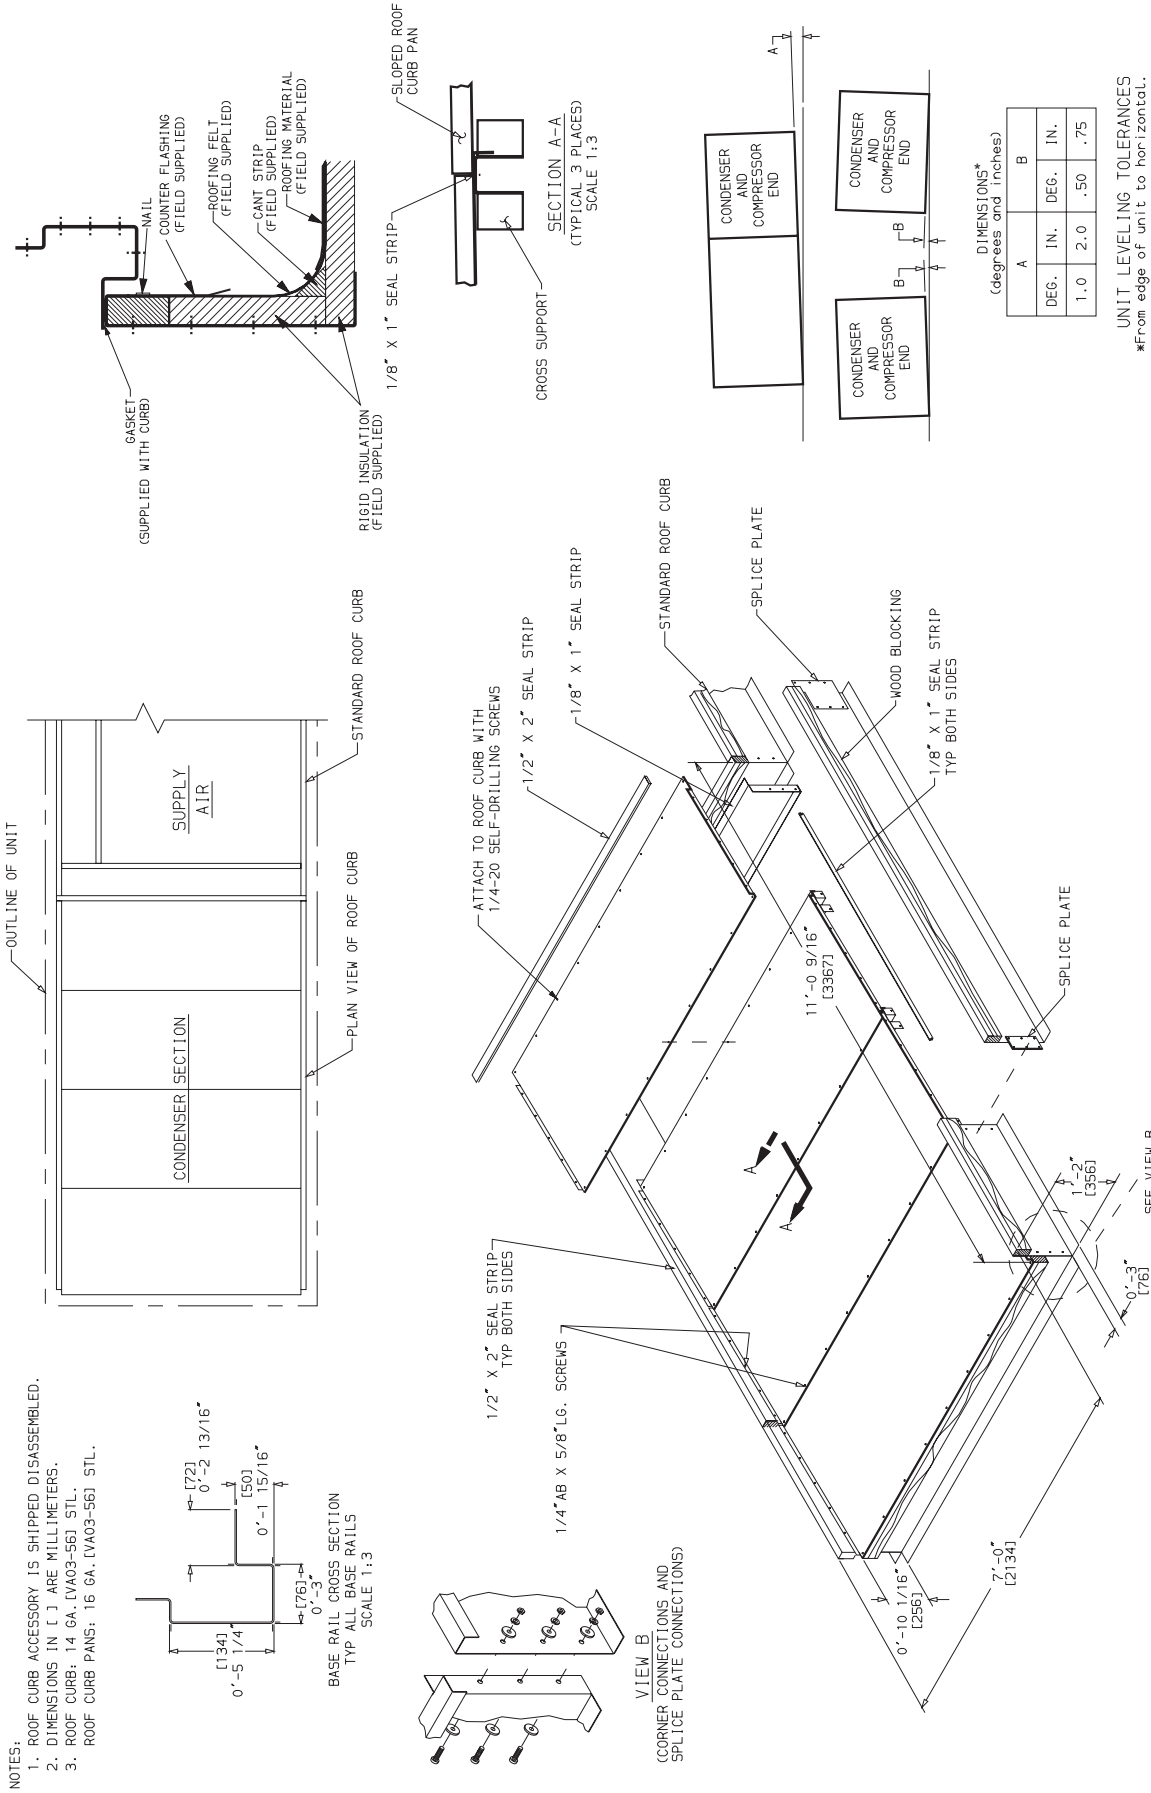 NOTES:
1. ROOF CURB ACCESSORY IS SHIPPED DISASSEMBLED.
2. DIMENSIONS IN [ ] ARE MILLIMETERS.
3. ROOF CURB: 14 GA. [VA03-56] STL.
ROOF CURB PANS: 16 GA. [VA03-56] STL.
OUTLINE OF UNIT
CONDENSER SECTION
SUPPLY
AIR
PLAN VIEW OF ROOF CURB
STANDARD ROOF CURB
GASKET
(SUPPLIED WITH CURB)
NAIL
COUNTER FLASHING
(FIELD SUPPLIED)
ROOFING FELT
(FIELD SUPPLIED)
CANT STRIP
(FIELD SUPPLIED)
ROOFING MATERIAL
(FIELD SUPPLIED)
RIGID INSULATION
(FIELD SUPPLIED)
[134]
0'-5 1/4"
[76]
0'-3"
[72]
0'-2 13/16"
[50]
0'-1 15/16"
BASE RAIL CROSS SECTION
TYP ALL BASE RAILS
SCALE 1:3
1/8" X 1" SEAL STRIP
SLOPED ROOF
CURB PAN
CROSS SUPPORT
SECTION A-A
(TYPICAL 3 PLACES)
SCALE 1:3
VIEW B
(CORNER CONNECTIONS AND
SPLICE PLATE CONNECTIONS)
1/2" X 2" SEAL STRIP
TYP BOTH SIDES
1/4"AB X 5/8"LG. SCREWS
ATTACH TO ROOF CURB WITH
1/4-20 SELF-DRILLING SCREWS
1/2" X 2" SEAL STRIP
1/8" X 1" SEAL STRIP
STANDARD ROOF CURB
SPLICE PLATE
WOOD BLOCKING
1/8" X 1" SEAL STRIP
TYP BOTH SIDES
SPLICE PLATE
A
A
11'-0 9/16"
[3367]
1'-2"
[356]
0'-3"
[76]
SEE VIEW B
7'-0"
[2134]
0'-10 1/16"
[256]
CONDENSER
AND
COMPRESSOR
END
A
CONDENSER
AND
COMPRESSOR
END
B
B
CONDENSER
AND
COMPRESSOR
END
DIMENSIONS*
(degrees and inches)
A B
DEG. IN. DEG. IN.
1.0 2.0 .50 .75
UNIT LEVELING TOLERANCES
*From edge of unit to horizontal.